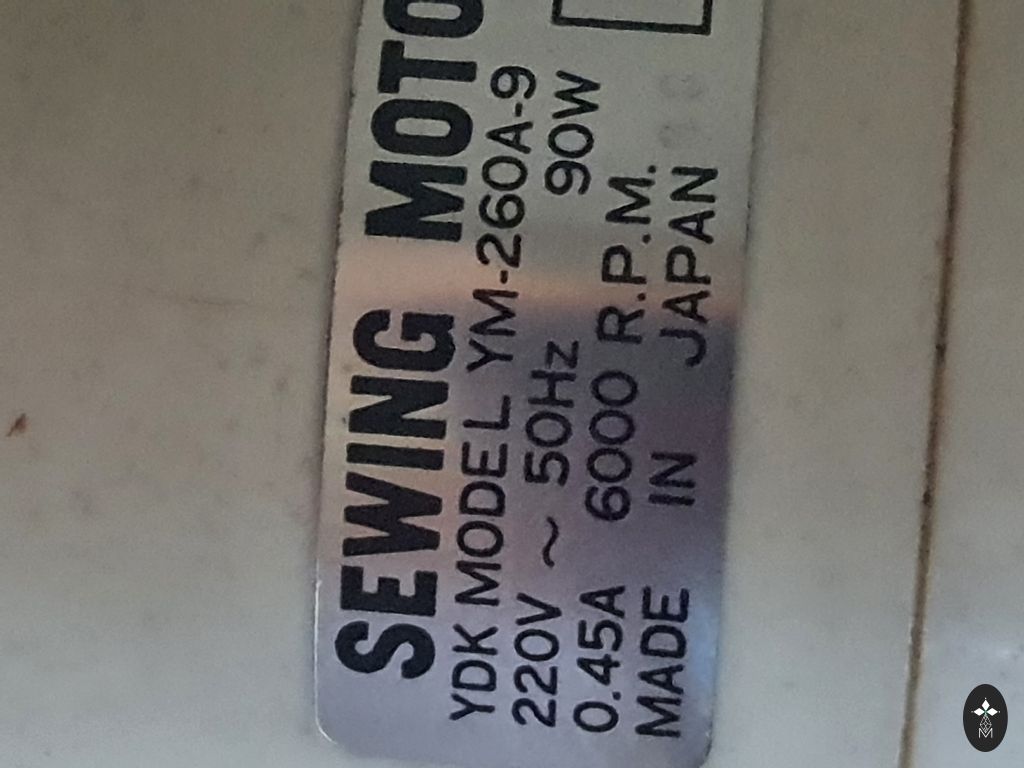 SEWING MOTO
YDK MODEL YM-260A-9
220V ~ 50Hz 90W
0.45A 6000 R.P.M.
MADE IN JAPAN
M